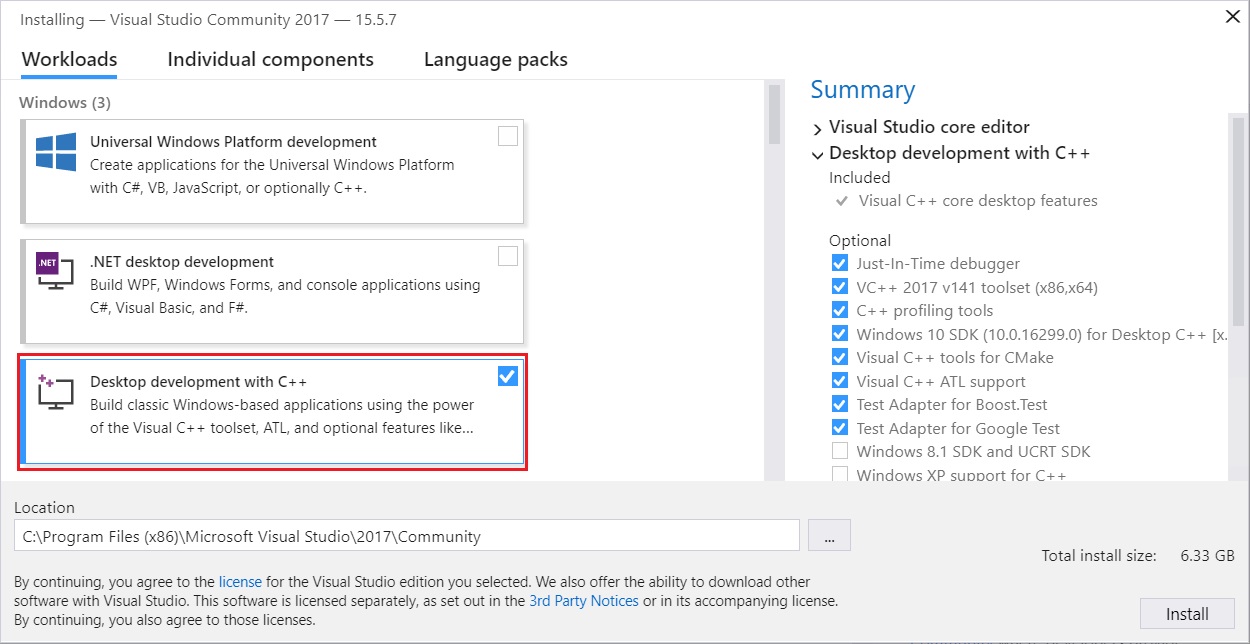 Installing — Visual Studio Community 2017 — 15.5.7
Workloads
Individual components
Language packs
Windows (3)
Universal Windows Platform development
Create applications for the Universal Windows Platform
with C#, VB, JavaScript, or optionally C++.
.NET
.NET desktop development
Build WPF, Windows Forms, and console applications using
C#, Visual Basic, and F#.
Desktop development with C++
Build classic Windows-based applications using the power
of the Visual C++ toolset, ATL, and optional features like...
Summary
Visual Studio core editor
Desktop development with C++
Included
Visual C++ core desktop features
Optional
Just-In-Time debugger
VC++ 2017 v141 toolset (x86,x64)
C++ profiling tools
Windows 10 SDK (10.0.16299.0) for Desktop C++ [x.
Visual C++ tools for CMake
Visual C++ ATL support
Test Adapter for Boost.Test
Test Adapter for Google Test
Windows 8.1 SDK and UCRT SDK
Windows XP support for C++
Location
C:\Program Files (x86)\Microsoft Visual Studio\2017\Community
...
Total install size: 6.33 GB
By continuing, you agree to the license for the Visual Studio edition you selected. We also offer the ability to download other
software with Visual Studio. This software is licensed separately, as set out in the 3rd Party Notices or in its accompanying license.
By continuing, you also agree to those licenses.
Install